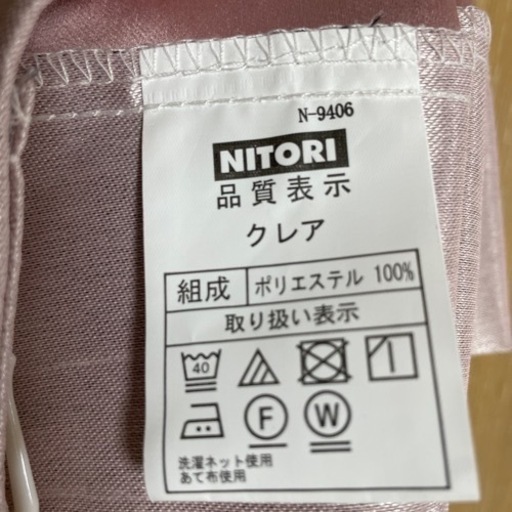 N-9406
NITORI
品質表示
クレア
組成 ポリエステル 100%
取り扱い表示
40
F W
洗濯ネット使用
あて布使用